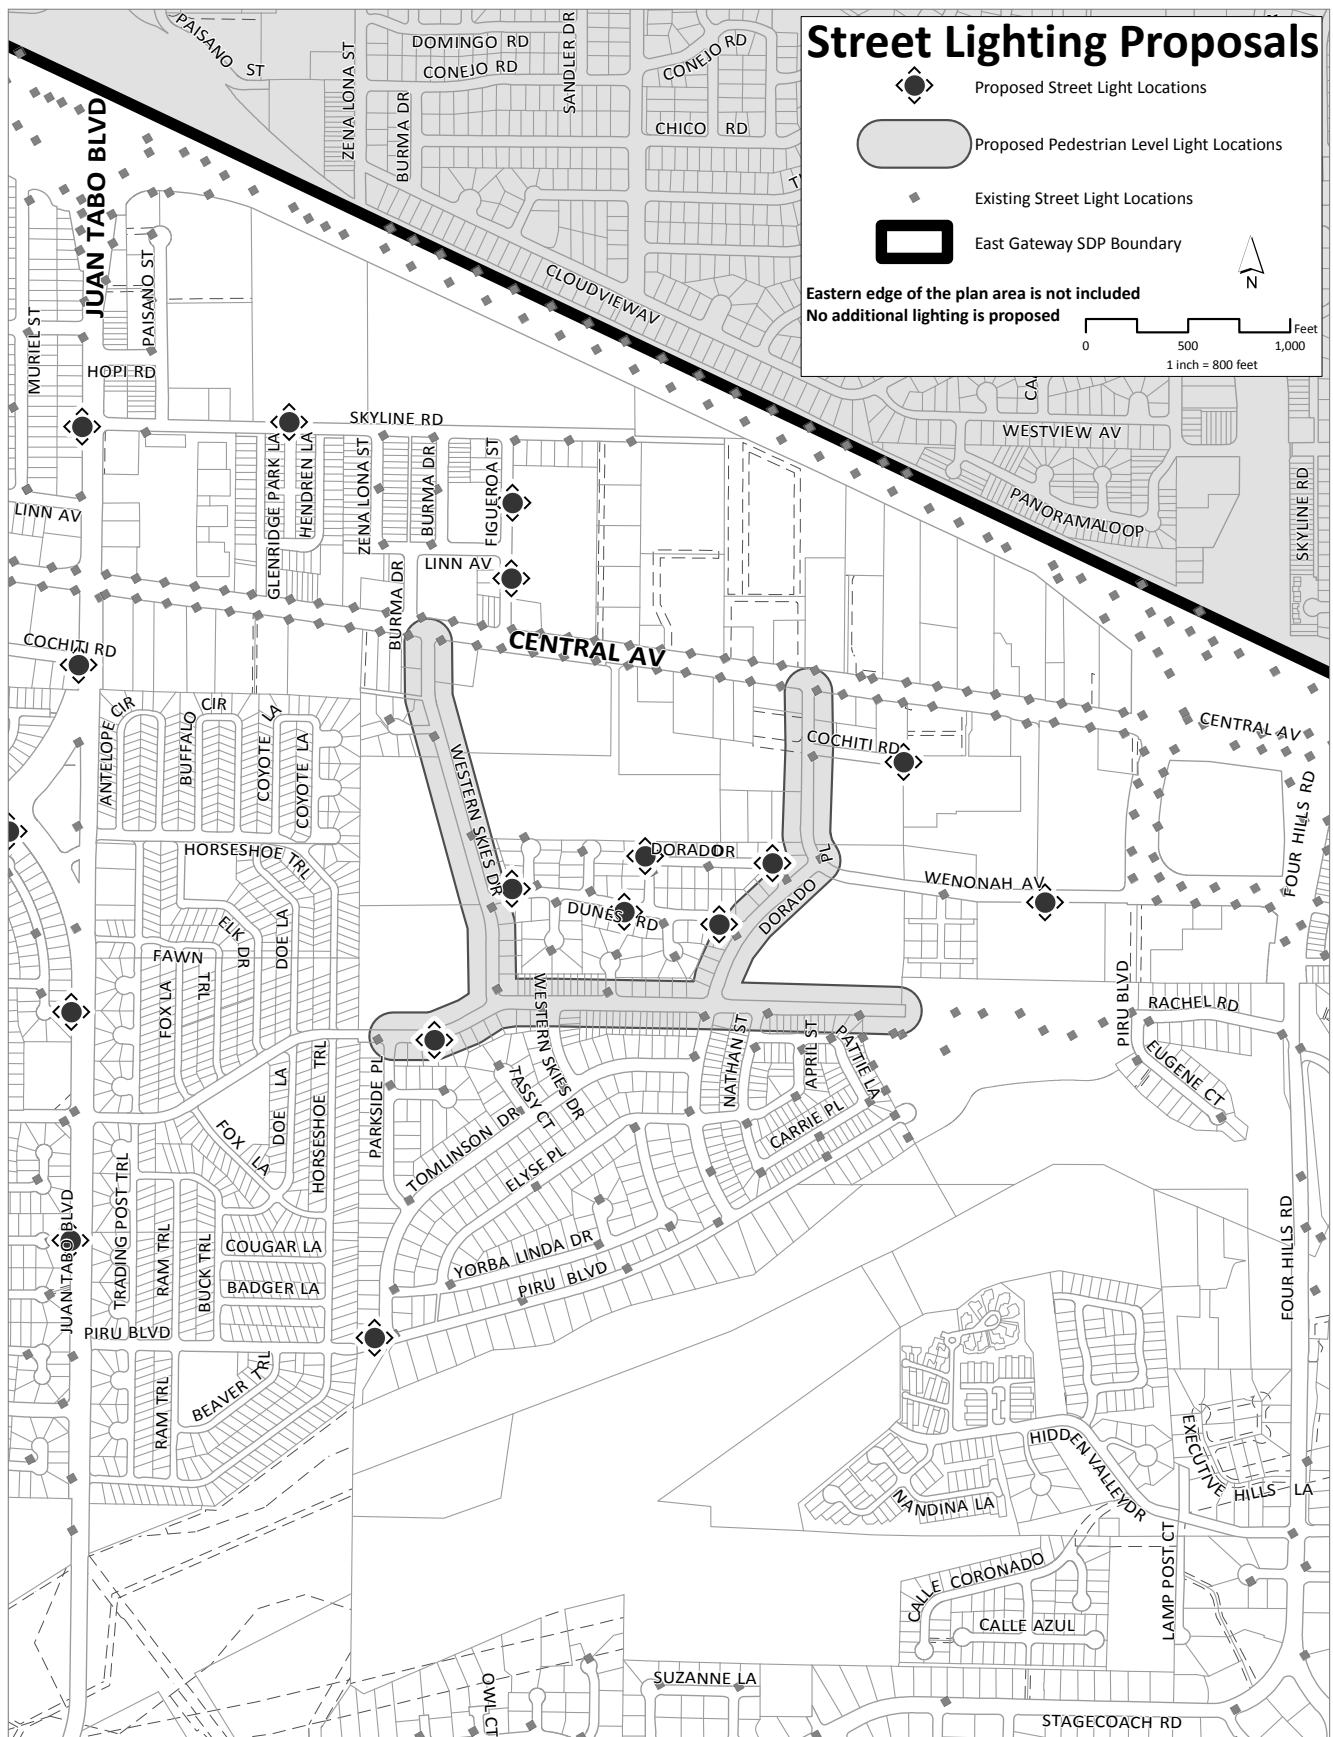 Street Lighting Proposals
Proposed Street Light Locations
Proposed Pedestrian Level Light Locations
Existing Street Light Locations
East Gateway SDP Boundary
N
Eastern edge of the plan area is not included
No additional lighting is proposed
Feet
0 500 1,000
1 inch = 800 feet
PAISANO ST
DOMINGO RD
CONEJO RD
SANDLER DR
CONEJO RD
ZENA LONA ST
BURMA DR
CHICO RD
JUAN TABO BLVD
PAISANO ST
MURIEL ST
CLOUDVIEW AV
HOPI RD
SKYLINE RD
WESTVIEW AV
PANORAMA LOOP
SKYLINE RD
LINN AV
GLENRIDGE PARK LA
HENDREN LA
ZENA LONA ST
BURMA DR
FIGUEROA ST
LINN AV
BURMA DR
CENTRAL AV
COCHITI RD
CENTRAL AV
ANTELOPE CIR
BUFFALO CIR
COYOTE LA
COYOTE LA
COCHITI RD
WESTERN SKIES DR
FOUR HILLS RD
HORSESHOE TRL
DORADO DR
DORADO PL
WENONAH AV
DUNES RD
ELK DR
DOE LA
FAWN TRL
FOX LA
WESTERN SKIES DR
PIRU BLVD
RACHEL RD
NATHAN ST
APRIL ST
PATTIE LA
EUGENE CT
PARKSIDE PL
TASSY CT
TOMLINSON DR
CARRIE PL
ELYSE PL
FOX LA
DOE LA
HORSESHOE TRL
JUAN TABO BLVD
TRADING POST TRL
RAM TRL
BUCK TRL
COUGAR LA
BADGER LA
YORBA LINDA DR
PIRU BLVD
FOUR HILLS RD
PIRU BLVD
BEAVER TRL
RAM TRL
HIDDEN VALLEY DR
EXECUTIVE HILLS LA
NANDINA LA
LAMP POST CT
CALLE CORONADO
CALLE AZUL
OWL CT
SUZANNE LA
STAGECOACH RD